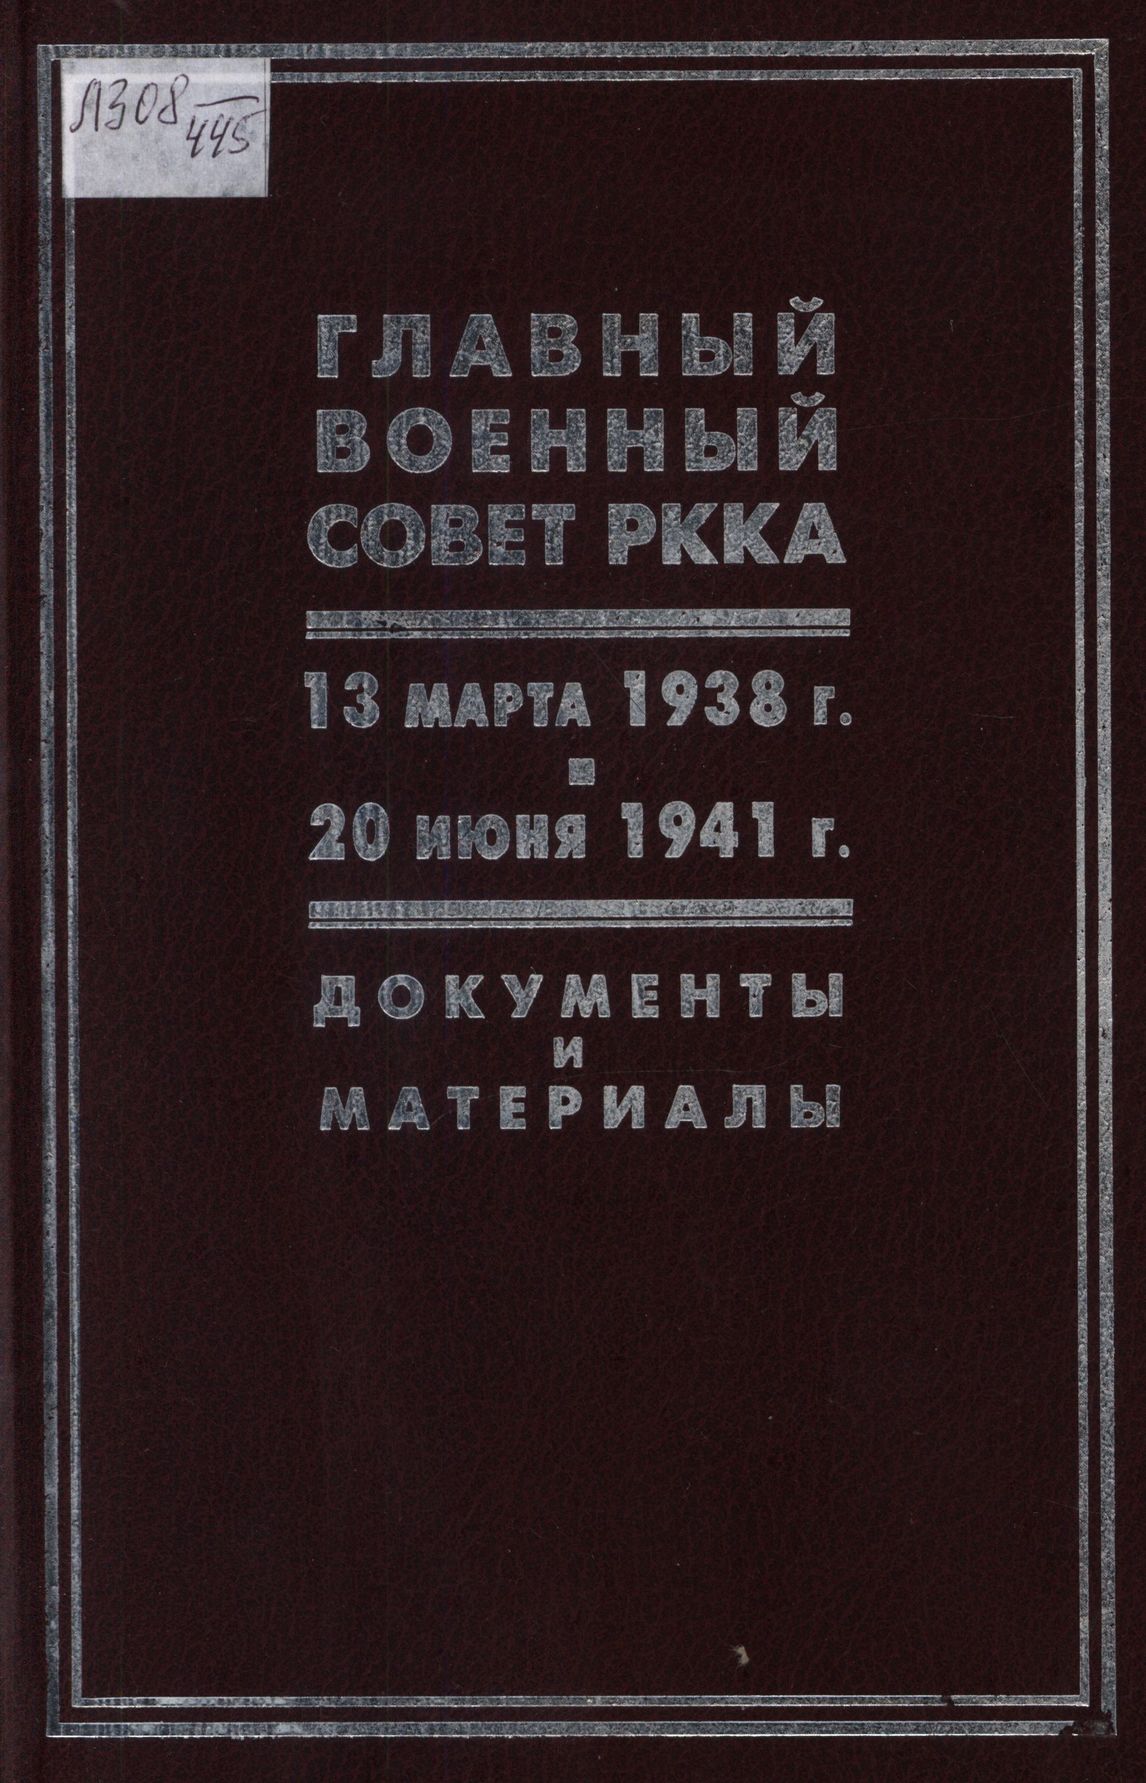 Л308
445
ГЛАВНЫЙ
ВОЕННЫЙ
СОВЕТ РККА
13 МАРТА 1938 г.
20 ИЮНЯ 1941 г.
ДОКУМЕНТЫ
И
МАТЕРИАЛЫ